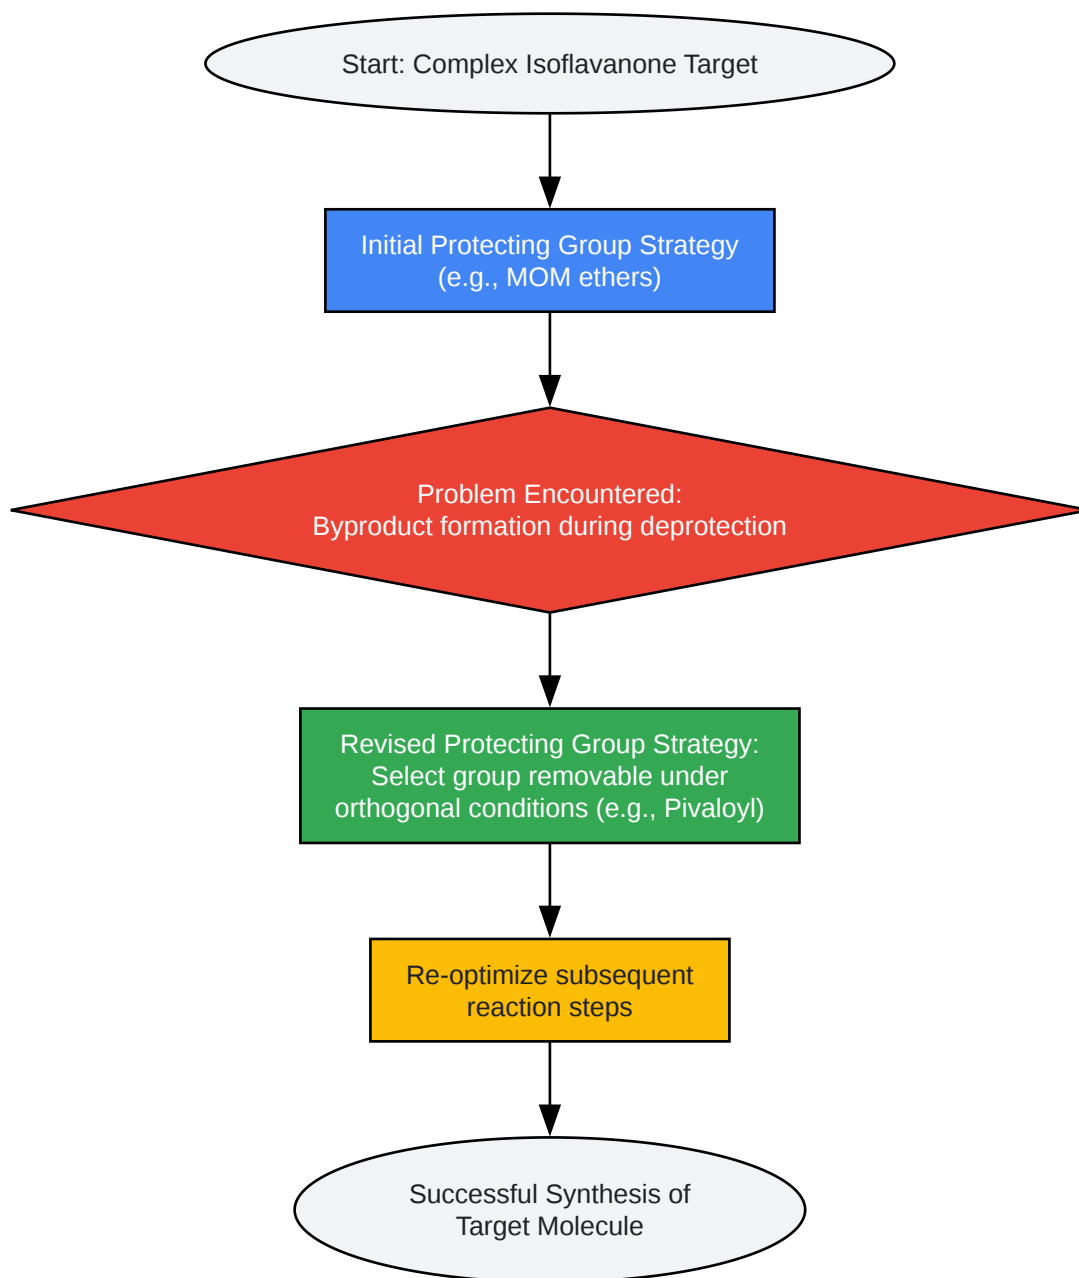 Start: Complex Isoflavanone Target
Initial Protecting Group Strategy
(e.g., MOM ethers)
Problem Encountered:
Byproduct formation during deprotection
Revised Protecting Group Strategy:
Select group removable under
orthogonal conditions (e.g., Pivaloyl)
Re-optimize subsequent
reaction steps
Successful Synthesis of
Target Molecule